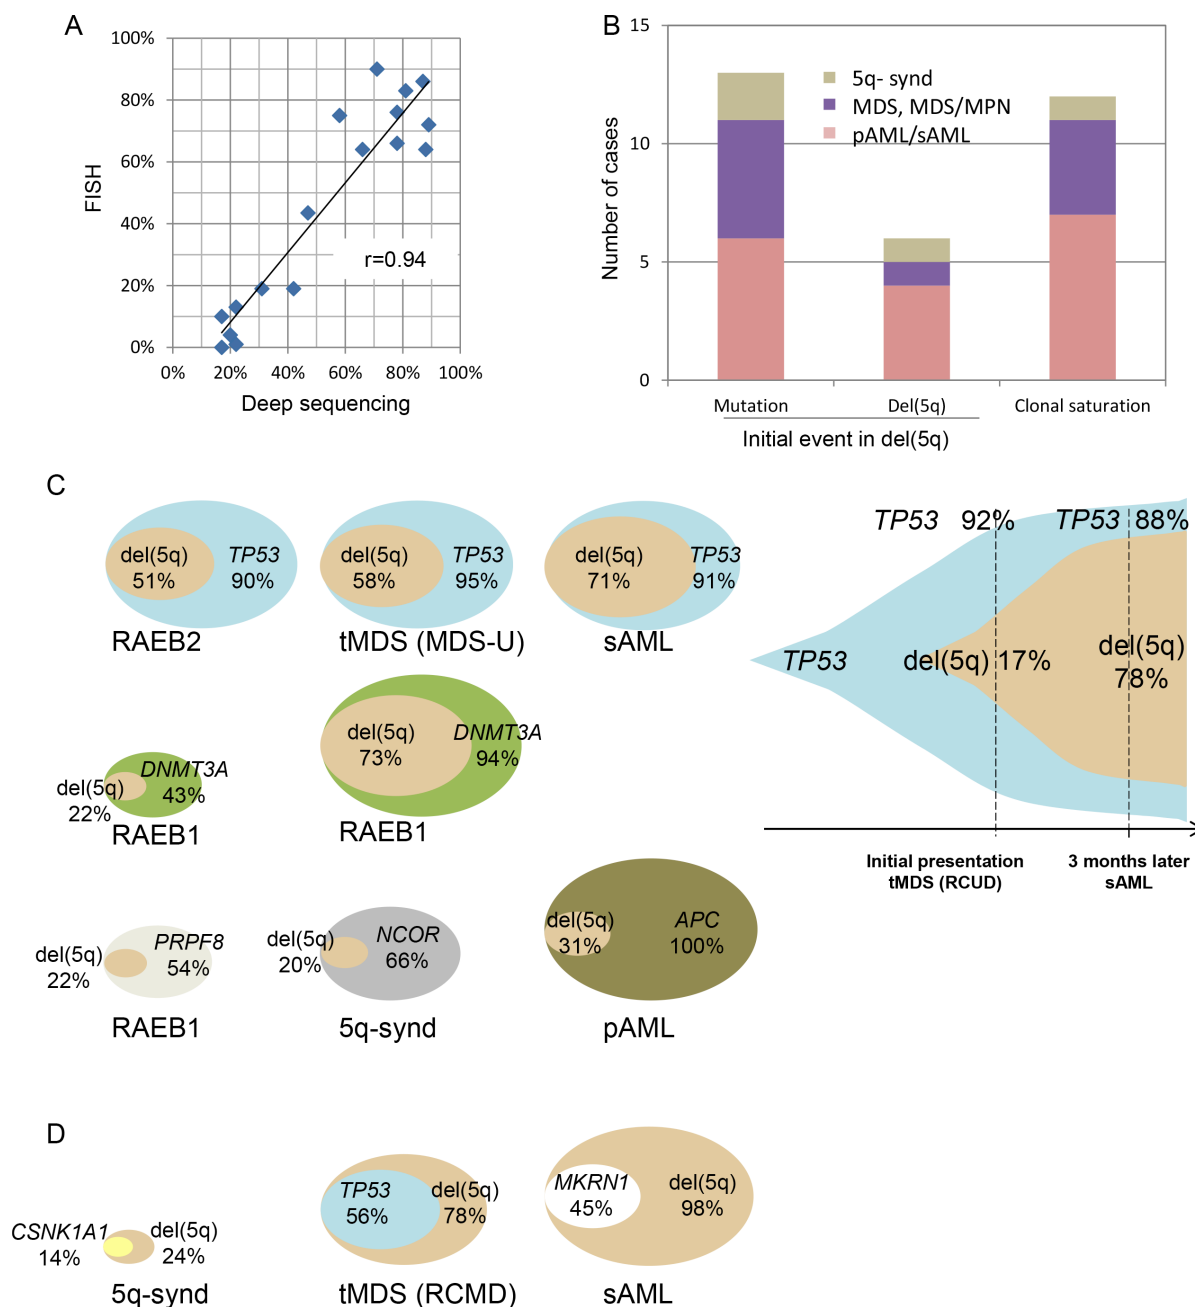 A
100%
80%
60%
40%
20%
0%
FISH
r=0.94
0% 20% 40% 60% 80% 100%
Deep sequencing
B
15
10
5
0
Number of cases
5q- synd
MDS, MDS/MPN
pAML/sAML
Mutation Del(5q) Clonal saturation
Initial event in del(5q)
C
del(5q) TP53
51% 90%
RAEB2
del(5q) TP53
58% 95%
tMDS (MDS-U)
del(5q) TP53
71% 91%
sAML
del(5q) DNMT3A
22% 43%
RAEB1
del(5q) DNMT3A
73% 94%
RAEB1
del(5q) PRPF8
22% 54%
RAEB1
del(5q) NCOR
20% 66%
5q-synd
del(5q) APC
31% 100%
pAML
TP53 92% TP53 88%
TP53 del(5q) 17% del(5q)
78%
Initial presentation
tMDS (RCUD)
3 months later
sAML
D
CSNK1A1 del(5q)
14% 24%
5q-synd
TP53 del(5q)
56% 78%
tMDS (RCMD)
MKRN1 del(5q)
45% 98%
sAML